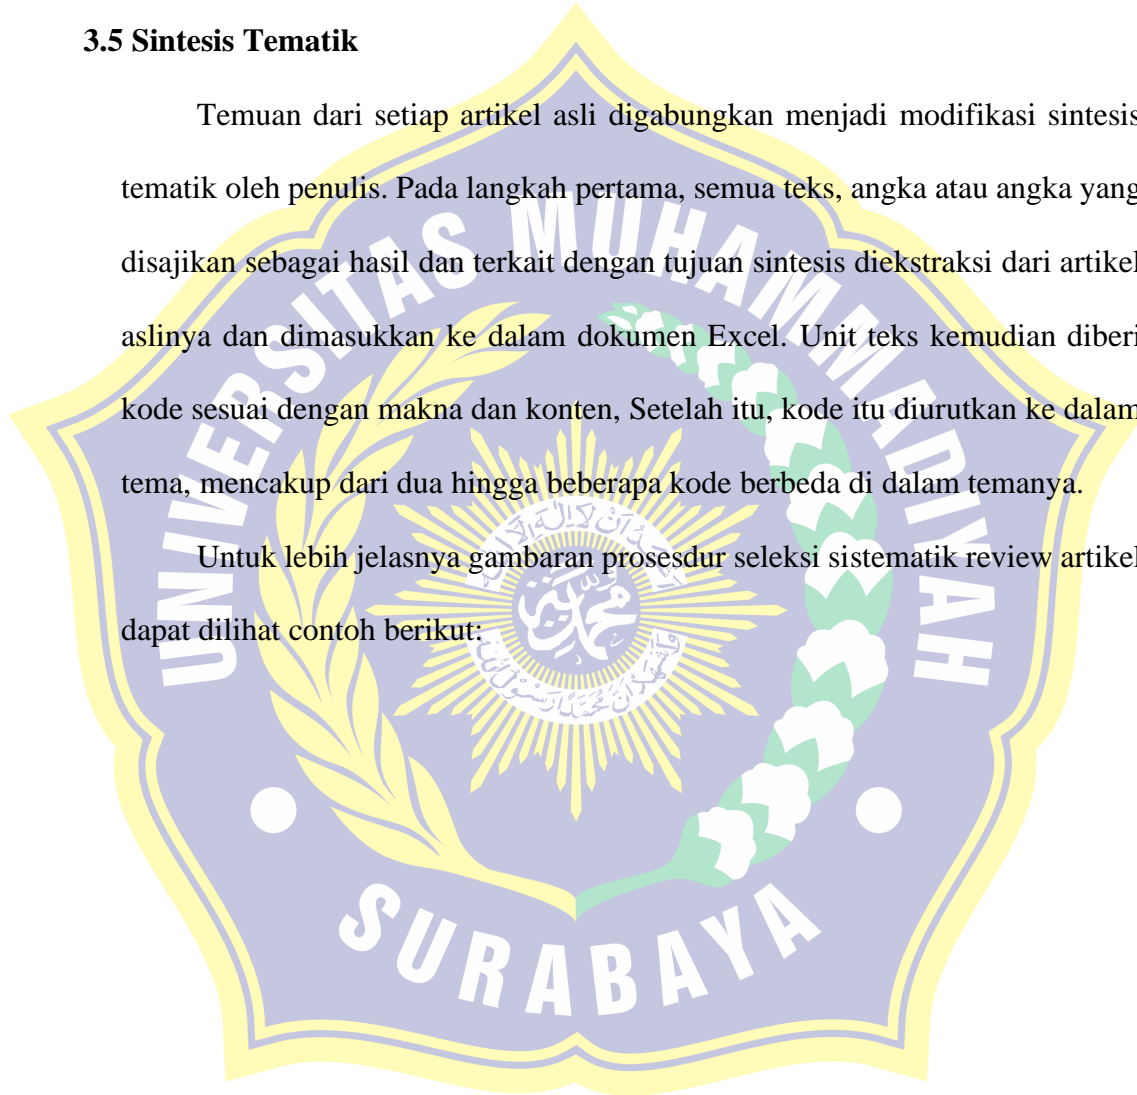 3.5 Sintesis Tematik
Temuan dari setiap artikel asli digabungkan menjadi modifikasi sintesis
tematik oleh penulis. Pada langkah pertama, semua teks, angka atau angka yang
disajikan sebagai hasil dan terkait dengan tujuan sintesis diekstraksi dari artikel
aslinya dan dimasukkan ke dalam dokumen Excel. Unit teks kemudian diberi
kode sesuai dengan makna dan konten, Setelah itu, kode itu diurutkan ke dalam
tema, mencakup dari dua hingga beberapa kode berbeda di dalam temanya.
Untuk lebih jelasnya gambaran prosesdur seleksi sistematik review artikel
dapat dilihat contoh berikut:
UNIVERSITAS MUHAMMADIYAH
SURABAYA